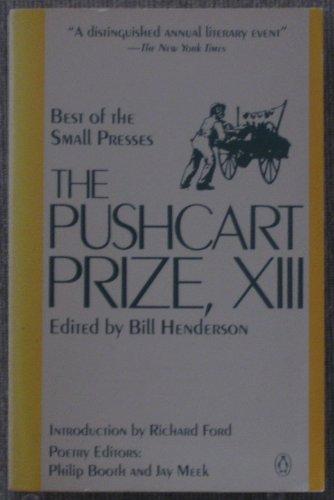 "A distinguished annual literary event"
—The New York Times
Best of the
Small Presses
THE
PUSHCART
PRIZE, XIII
Edited by Bill Henderson
Introduction by Richard Ford
Poetry Editors:
Philip Booth and Jay Meek